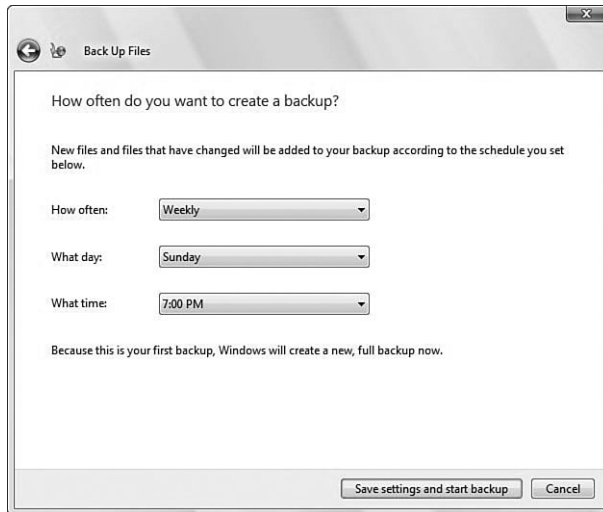 Back Up Files
How often do you want to create a backup?
New files and files that have changed will be added to your backup according to the schedule you set
below.
How often: Weekly
What day: Sunday
What time: 7:00 PM
Because this is your first backup, Windows will create a new, full backup now.
Save settings and start backup Cancel